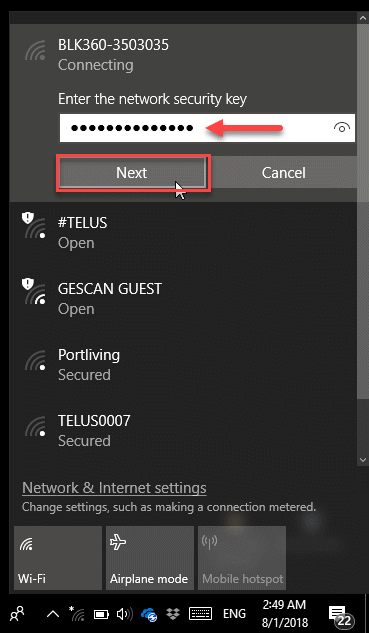 BLK360-3503035
Connecting
Enter the network security key
●●●●●●●●●●●●●●
Next
Cancel
#TELUS
Open
GESCAN GUEST
Open
Portliving
Secured
TELUS0007
Secured
Network & Internet settings
Change settings, such as making a connection metered.
Wi-Fi
Airplane mode
Mobile hotspot
ENG
2:49 AM
8/1/2018
22